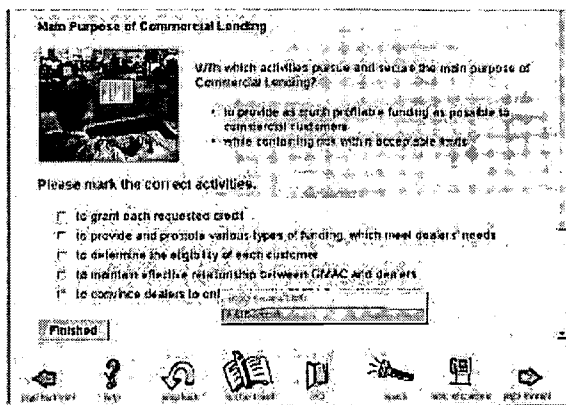 Main Purpose of Commercial Lending
With which activities pursue and secure the main purpose of
Commercial Lending?
• to provide as much profitable funding as possible to
commercial customers
• while containing risk within acceptable limits
Please mark the correct activities.
to grant each requested credit
to provide and promote various types of funding, which meet dealers' needs
to determine the eligibility of each customer
to maintain effective relationship between GMAC and dealers
to convince dealers to onl
Finished
help